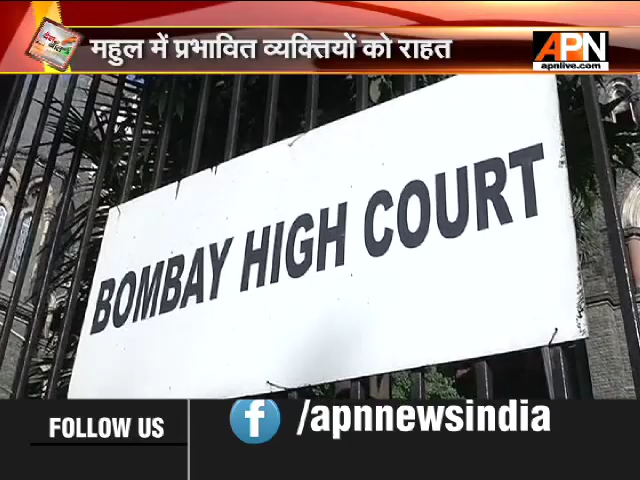 महुल में प्रभावित व्यक्तियों को राहत
APN
apnlive.com
BOMBAY HIGH COURT
FOLLOW US
f /apnnewsindia